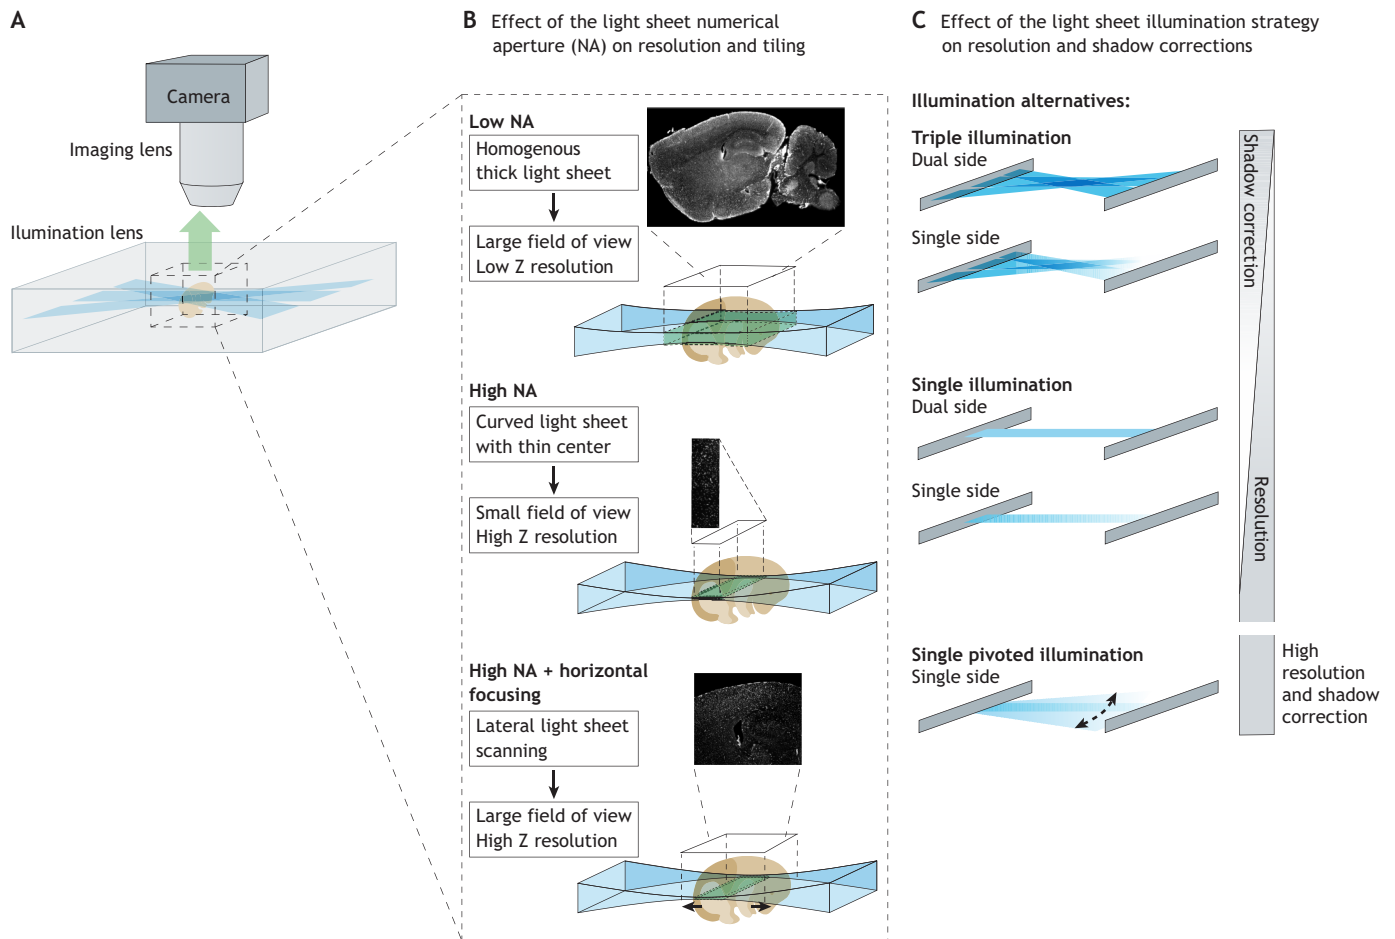 A
Camera
Imaging lens
Ilumination lens
B Effect of the light sheet numerical
aperture (NA) on resolution and tiling
Low NA
Homogenous
thick light sheet
Large field of view
Low Z resolution
High NA
Curved light sheet
with thin center
Small field of view
High Z resolution
High NA + horizontal
focusing
Lateral light sheet
scanning
Large field of view
High Z resolution
C Effect of the light sheet illumination strategy
on resolution and shadow corrections
Illumination alternatives:
Triple illumination
Dual side
Single side
Single illumination
Dual side
Single side
Single pivoted illumination
Single side
Shadow correction
Resolution
High
resolution
and shadow
correction